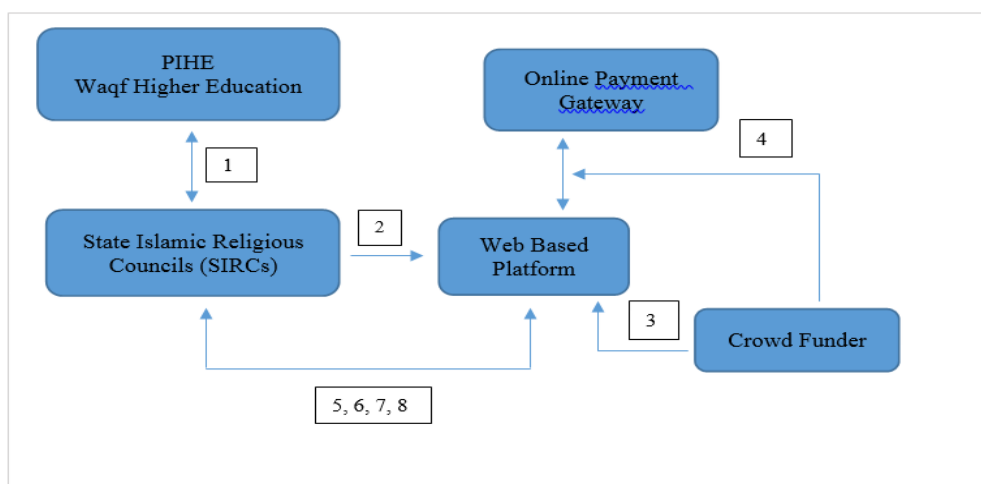 PIHE
Waqf Higher Education
Online Payment
Gateway
4
1
State Islamic Religious
Councils (SIRCs)
2
Web Based
Platform
3
Crowd Funder
5, 6, 7, 8